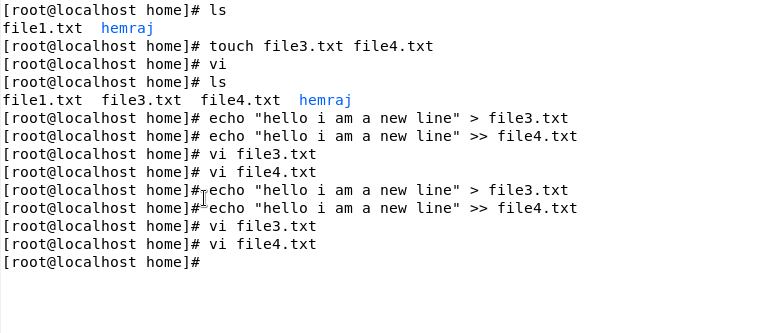 [root@localhost home]# ls
file1.txt  hemraj
[root@localhost home]# touch file3.txt file4.txt
[root@localhost home]# vi
[root@localhost home]# ls
file1.txt  file3.txt  file4.txt  hemraj
[root@localhost home]# echo "hello i am a new line" > file3.txt
[root@localhost home]# echo "hello i am a new line" >> file4.txt
[root@localhost home]# vi file3.txt
[root@localhost home]# vi file4.txt
[root@localhost home]# echo "hello i am a new line" > file3.txt
[root@localhost home]# echo "hello i am a new line" >> file4.txt
[root@localhost home]# vi file3.txt
[root@localhost home]# vi file4.txt
[root@localhost home]#